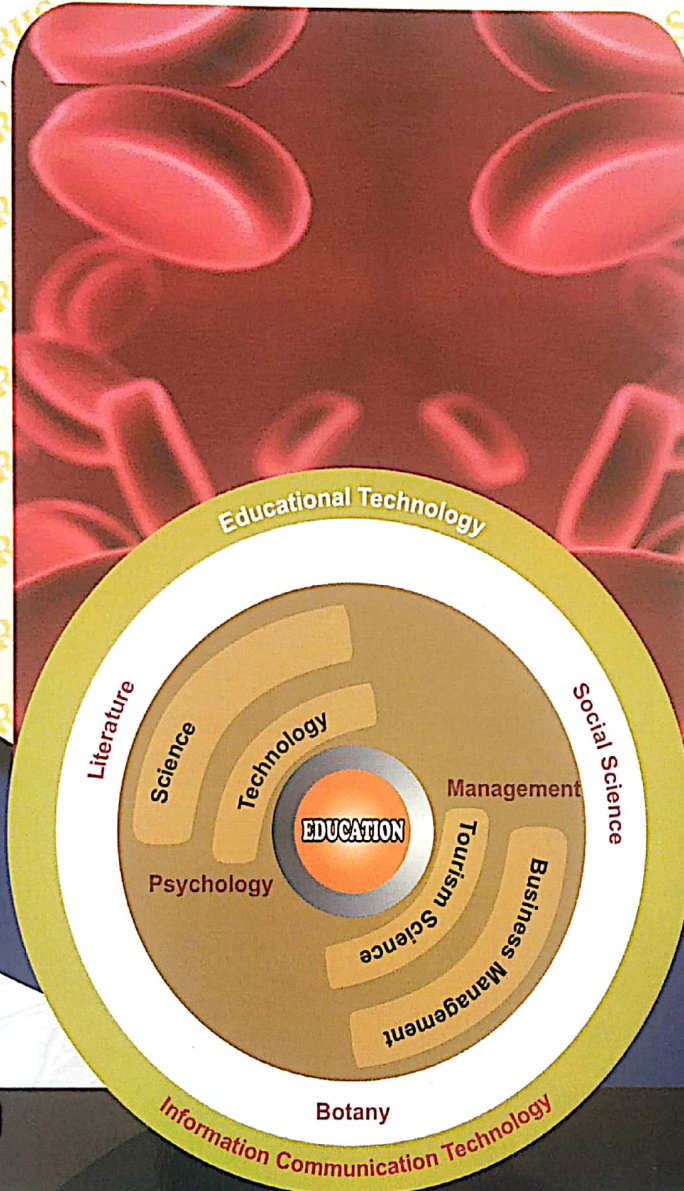 Educational Technology
Literature
Social Science
Science
Technology
EDUCATION
Management
Psychology
Tourism Science
Business Management
Botany
Information Communication Technology